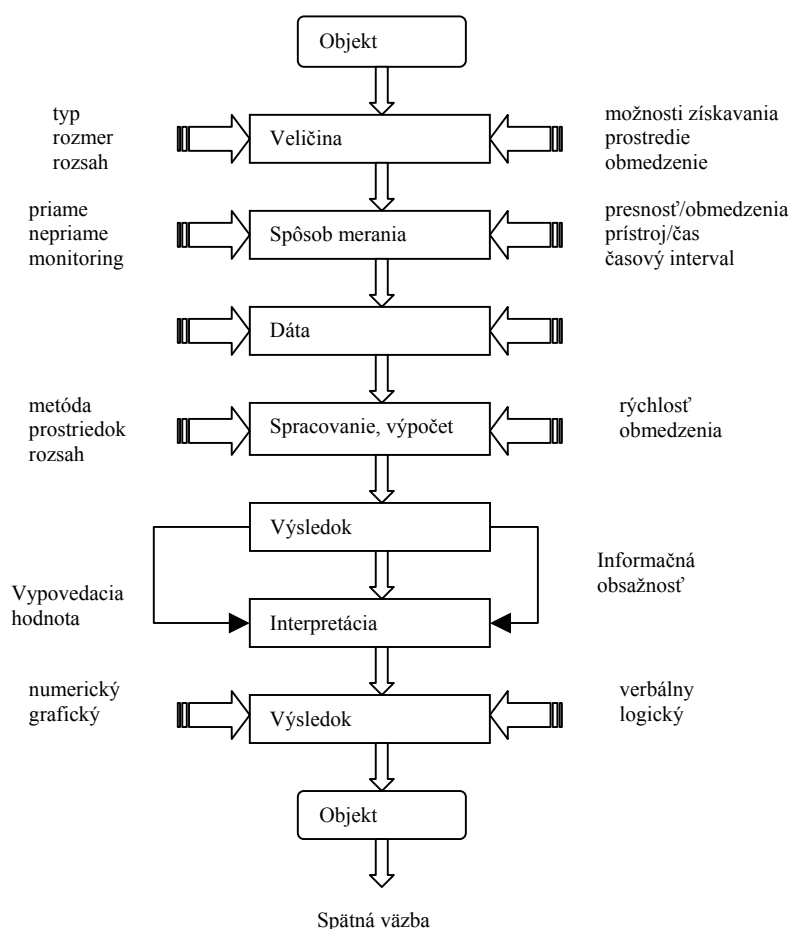 Objekt
typ
rozmer
rozsah
Veličina
možnosti získavania
prostredie
obmedzenie
priame
nepriame
monitoring
Spôsob merania
presnosť/obmedzenia
prístroj/čas
časový interval
Dáta
metóda
prostriedok
rozsah
Spracovanie, výpočet
rýchlosť
obmedzenia
Výsledok
Vypovedacia
hodnota
Informačná
obsažnosť
Interpretácia
numerický
grafický
Výsledok
verbálny
logický
Objekt
Spätná väzba